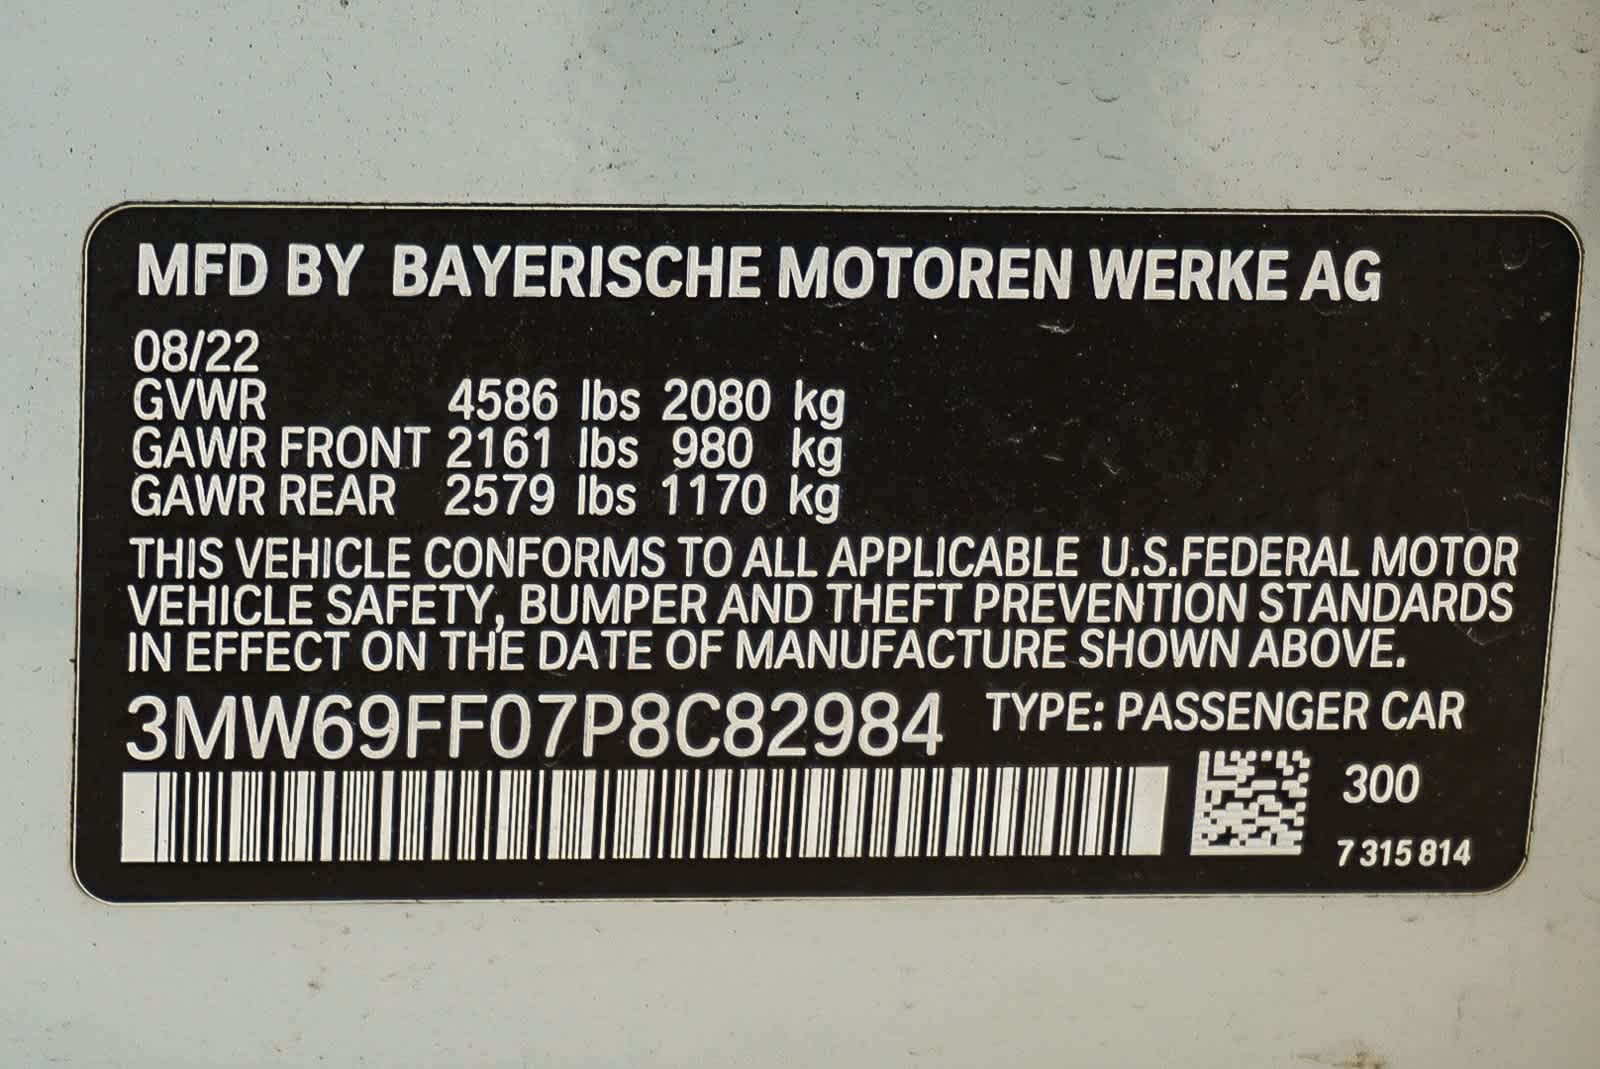 MFD BY BAYERISCHE MOTOREN WERKE AG
08/22
GVWR 4586 lbs 2080 kg
GAWR FRONT 2161 lbs 980 kg
GAWR REAR 2579 lbs 1170 kg
THIS VEHICLE CONFORMS TO ALL APPLICABLE U.S.FEDERAL MOTOR
VEHICLE SAFETY, BUMPER AND THEFT PREVENTION STANDARDS
IN EFFECT ON THE DATE OF MANUFACTURE SHOWN ABOVE.
3MW69FF07P8C82984 TYPE: PASSENGER CAR
300
7 315 814